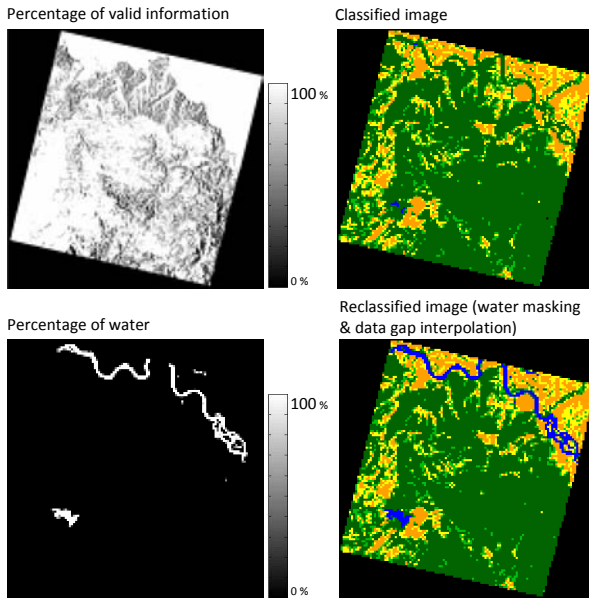 Percentage of valid information
Classified image
100 %
0 %
Percentage of water
Reclassified image (water masking
& data gap interpolation)
100 %
0 %